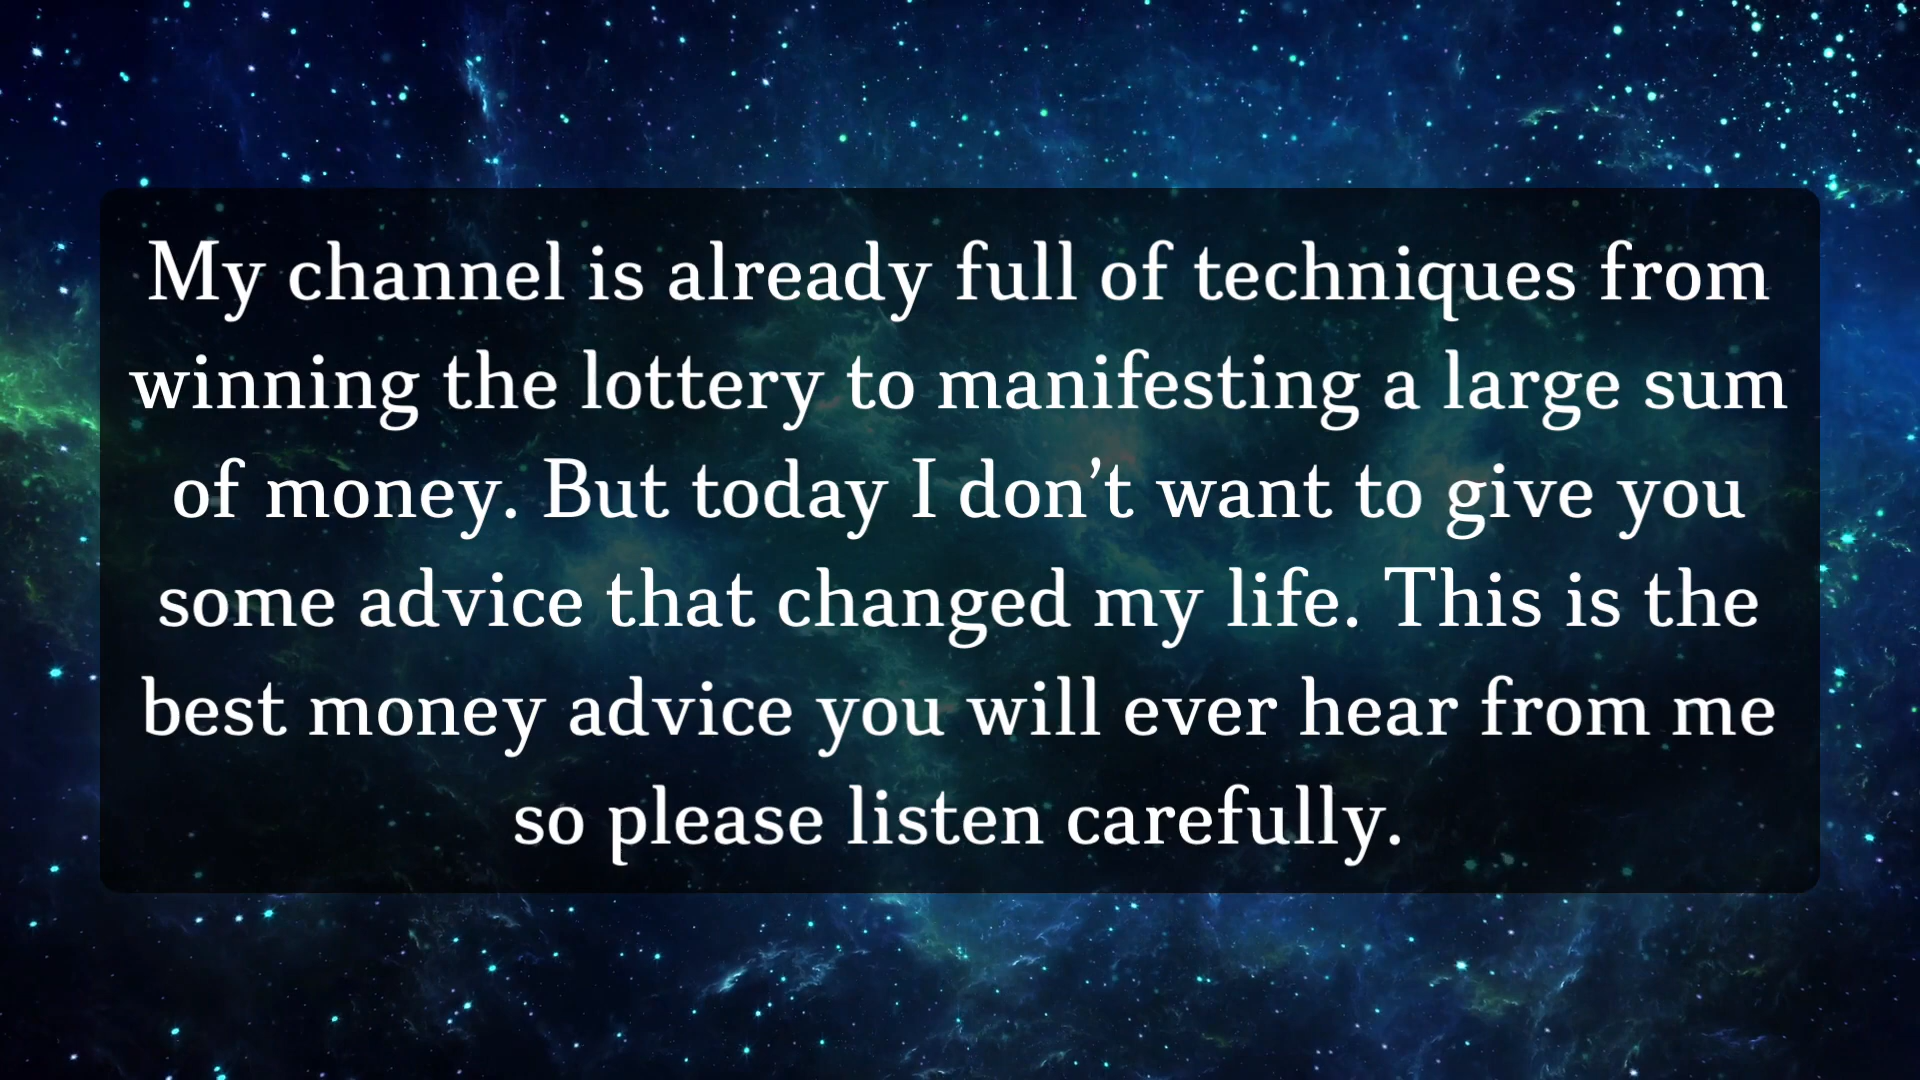 My channel is already full of techniques from
winning the lottery to manifesting a large sum
of money. But today I don’t want to give you
some advice that changed my life. This is the
best money advice you will ever hear from me
so please listen carefully.